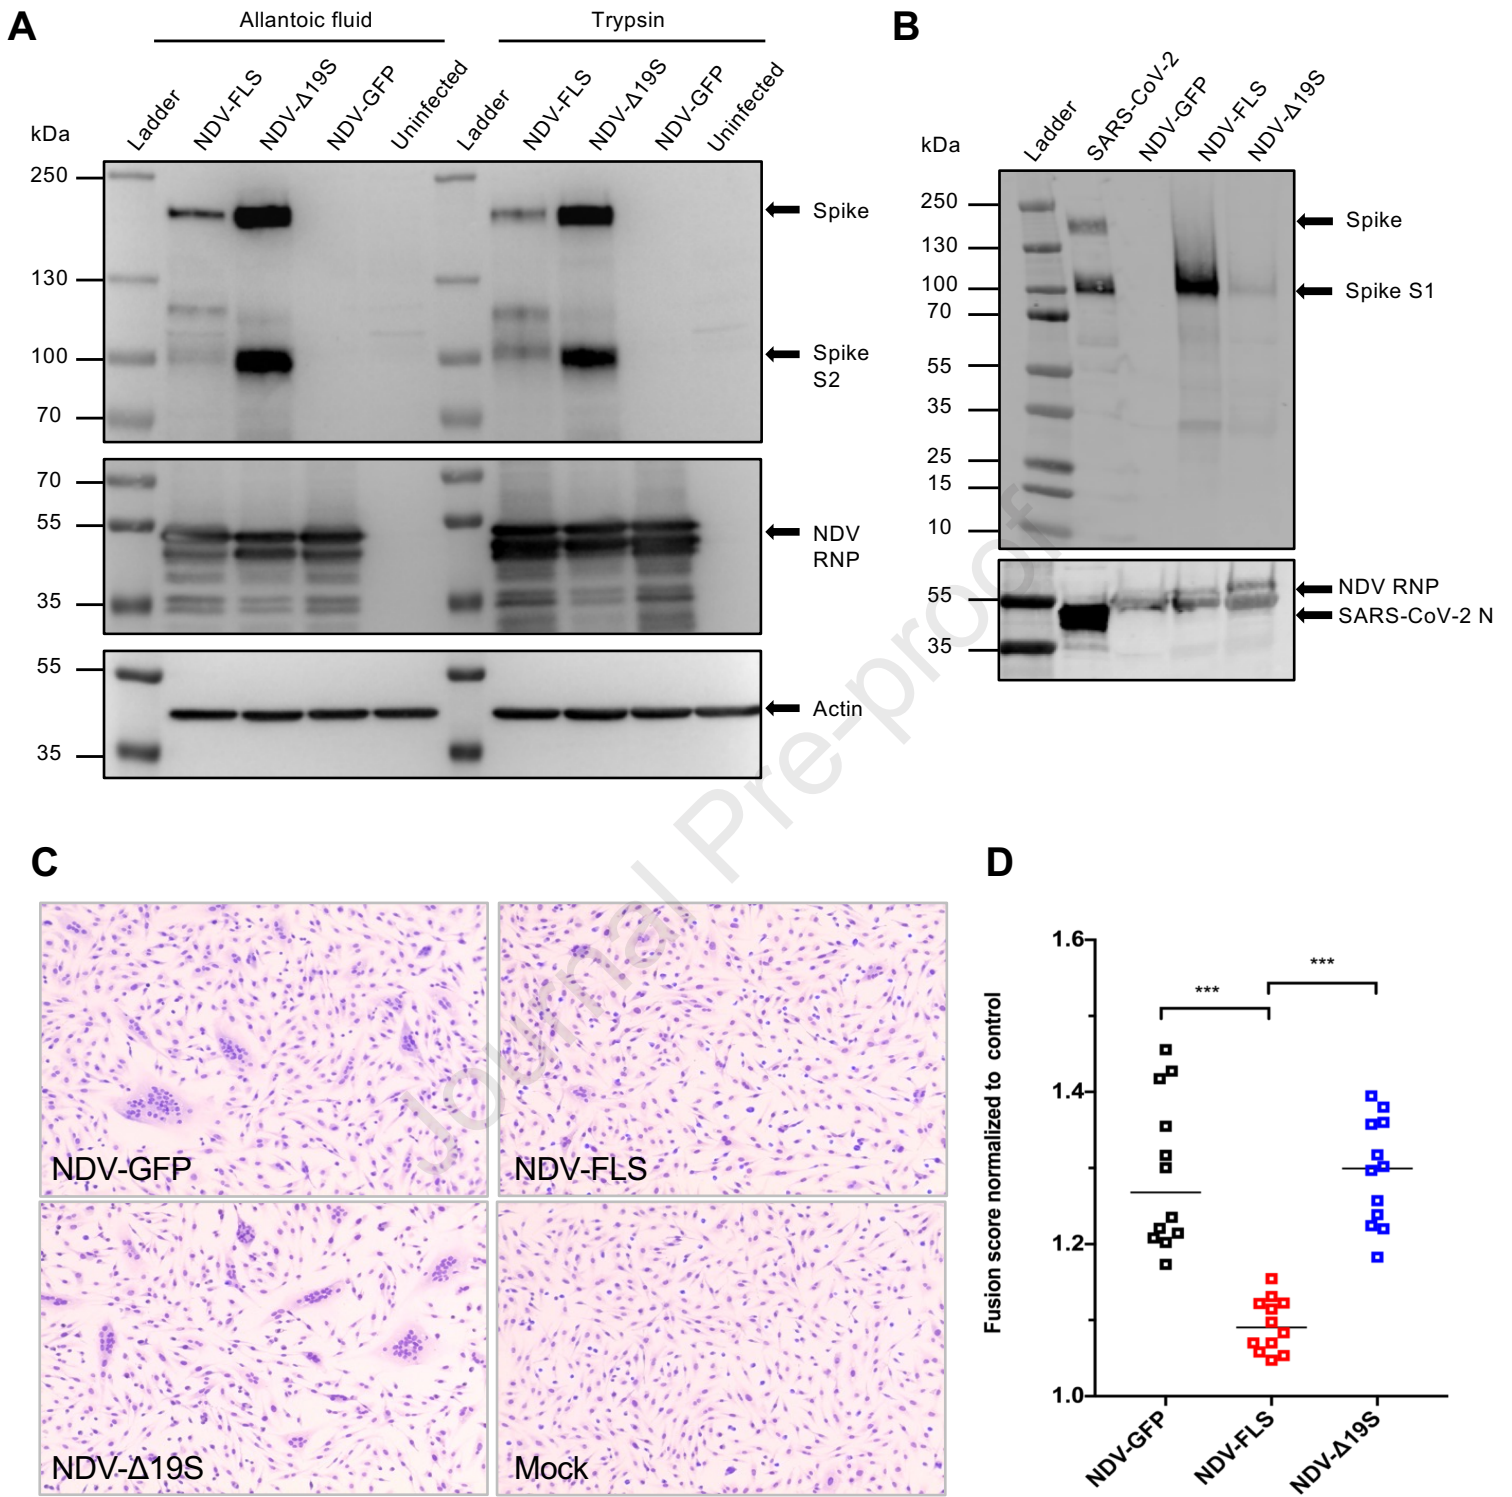 A
Allantoic fluid
Trypsin
kDa
Ladder
NDV-FLS
NDV-Δ19S
NDV-GFP
Uninfected
Ladder
NDV-FLS
NDV-Δ19S
NDV-GFP
Uninfected
250
130
100
70
Spike
Spike
S2
70
55
35
NDV
RNP
55
35
Actin
B
kDa
Ladder
SARS-CoV-2
NDV-GFP
NDV-FLS
NDV-Δ19S
250
130
100
70
55
35
25
15
10
Spike
Spike S1
55
35
NDV RNP
SARS-CoV-2 N
Journal Pre-proof
C
NDV-GFP
NDV-FLS
NDV-Δ19S
Mock
D
Fusion score normalized to control
1.6
1.4
1.2
1.0
***
***
NDV-GFP
NDV-FLS
NDV-Δ19S